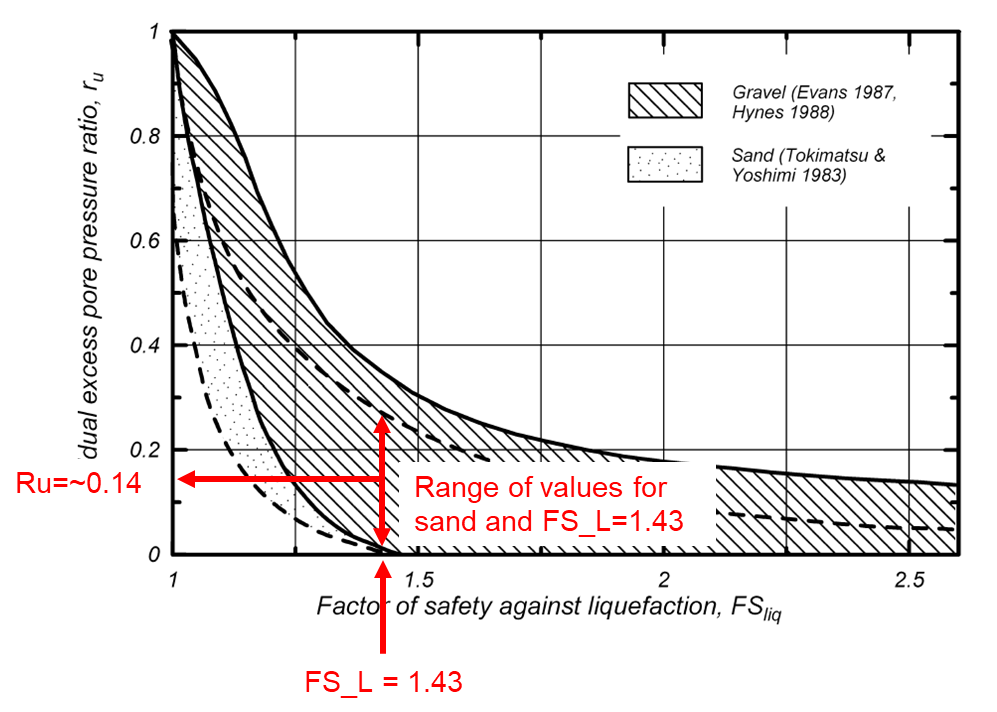 1
0.8
0.6
0.4
0.2
0
dual excess pore pressure ratio, ru
Gravel (Evans 1987,
Hynes 1988)
Sand (Tokimatsu &
Yoshimi 1983)
Ru=~0.14
Range of values for
sand and FS_L=1.43
1
1.5
2
2.5
Factor of safety against liquefaction, FSliq
FS_L = 1.43